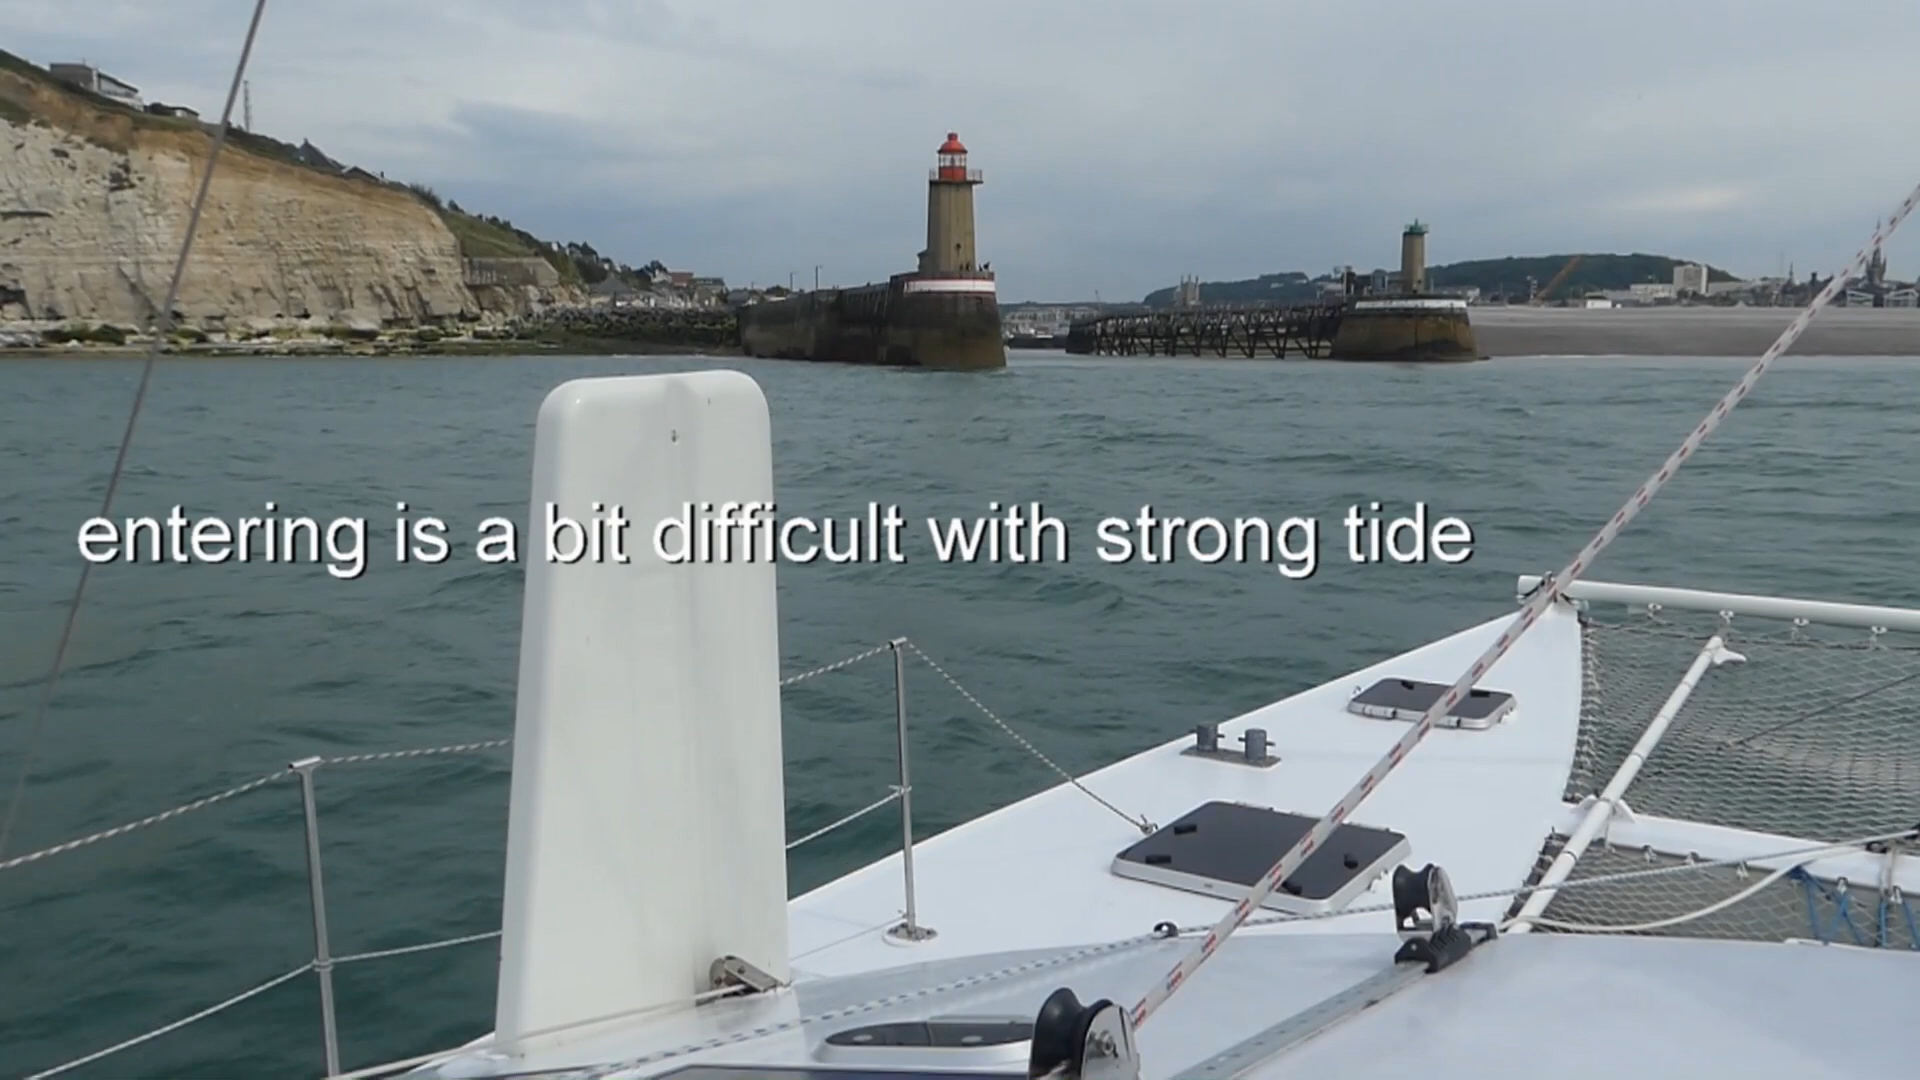 entering is a bit difficult with strong tide